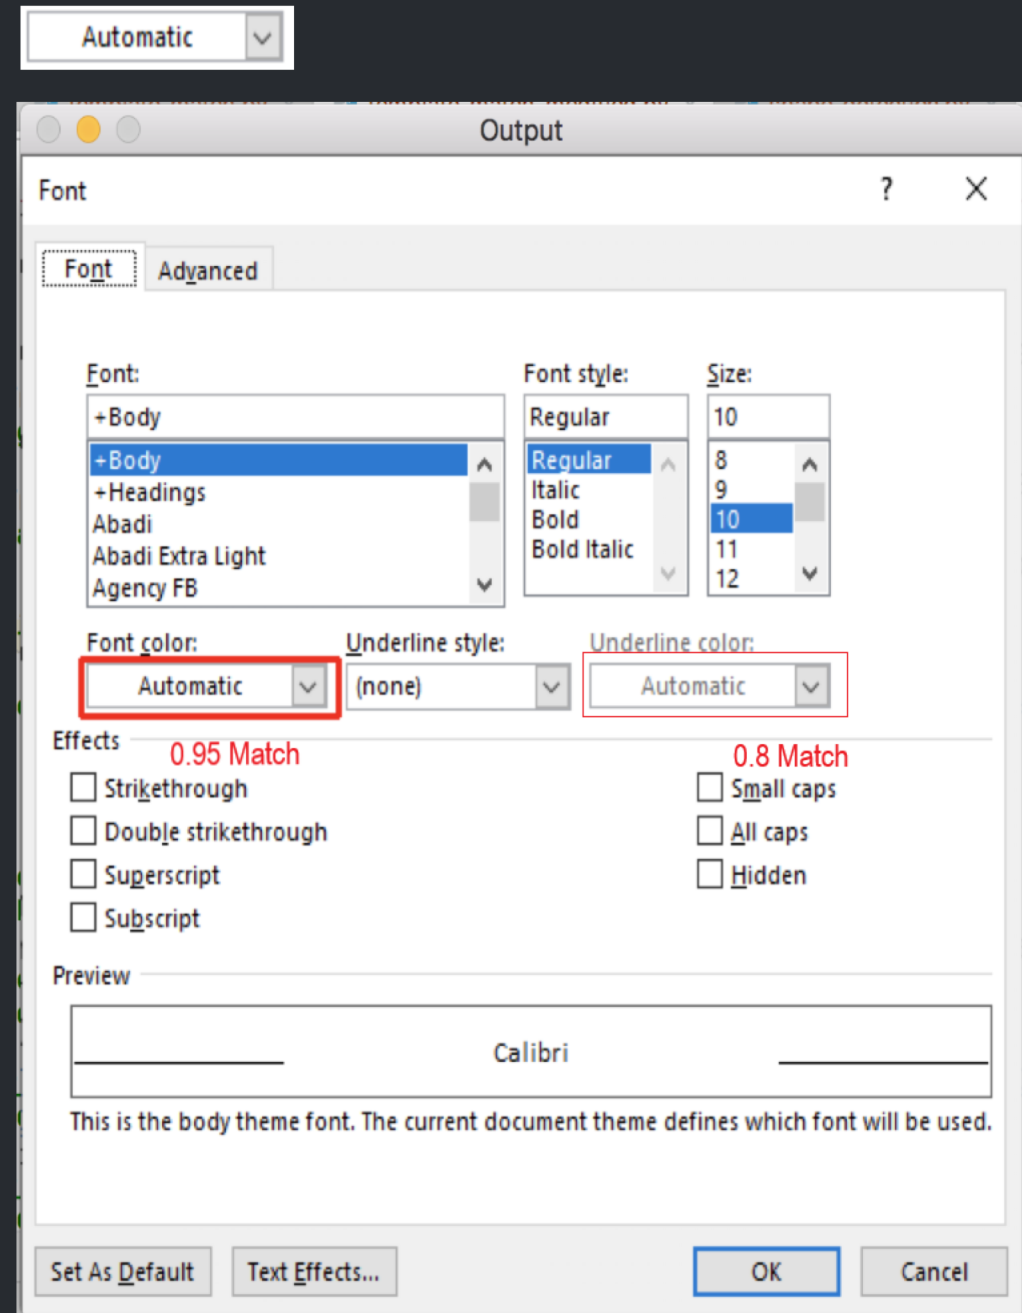 Automatic
Output
Font
?
Font
Advanced
Font:
Font style:
Size:
+Body
Regular
10
+Body
+Headings
Abadi
Abadi Extra Light
Agency FB
Regular
Italic
Bold
Bold Italic
8
9
10
11
12
Font color:
Underline style:
Underline color:
Automatic
(none)
Automatic
Effects
0.95 Match
0.8 Match
Strikethrough
Small caps
Double strikethrough
All caps
Superscript
Hidden
Subscript
Preview
Calibri
This is the body theme font. The current document theme defines which font will be used.
Set As Default
Text Effects...
OK
Cancel